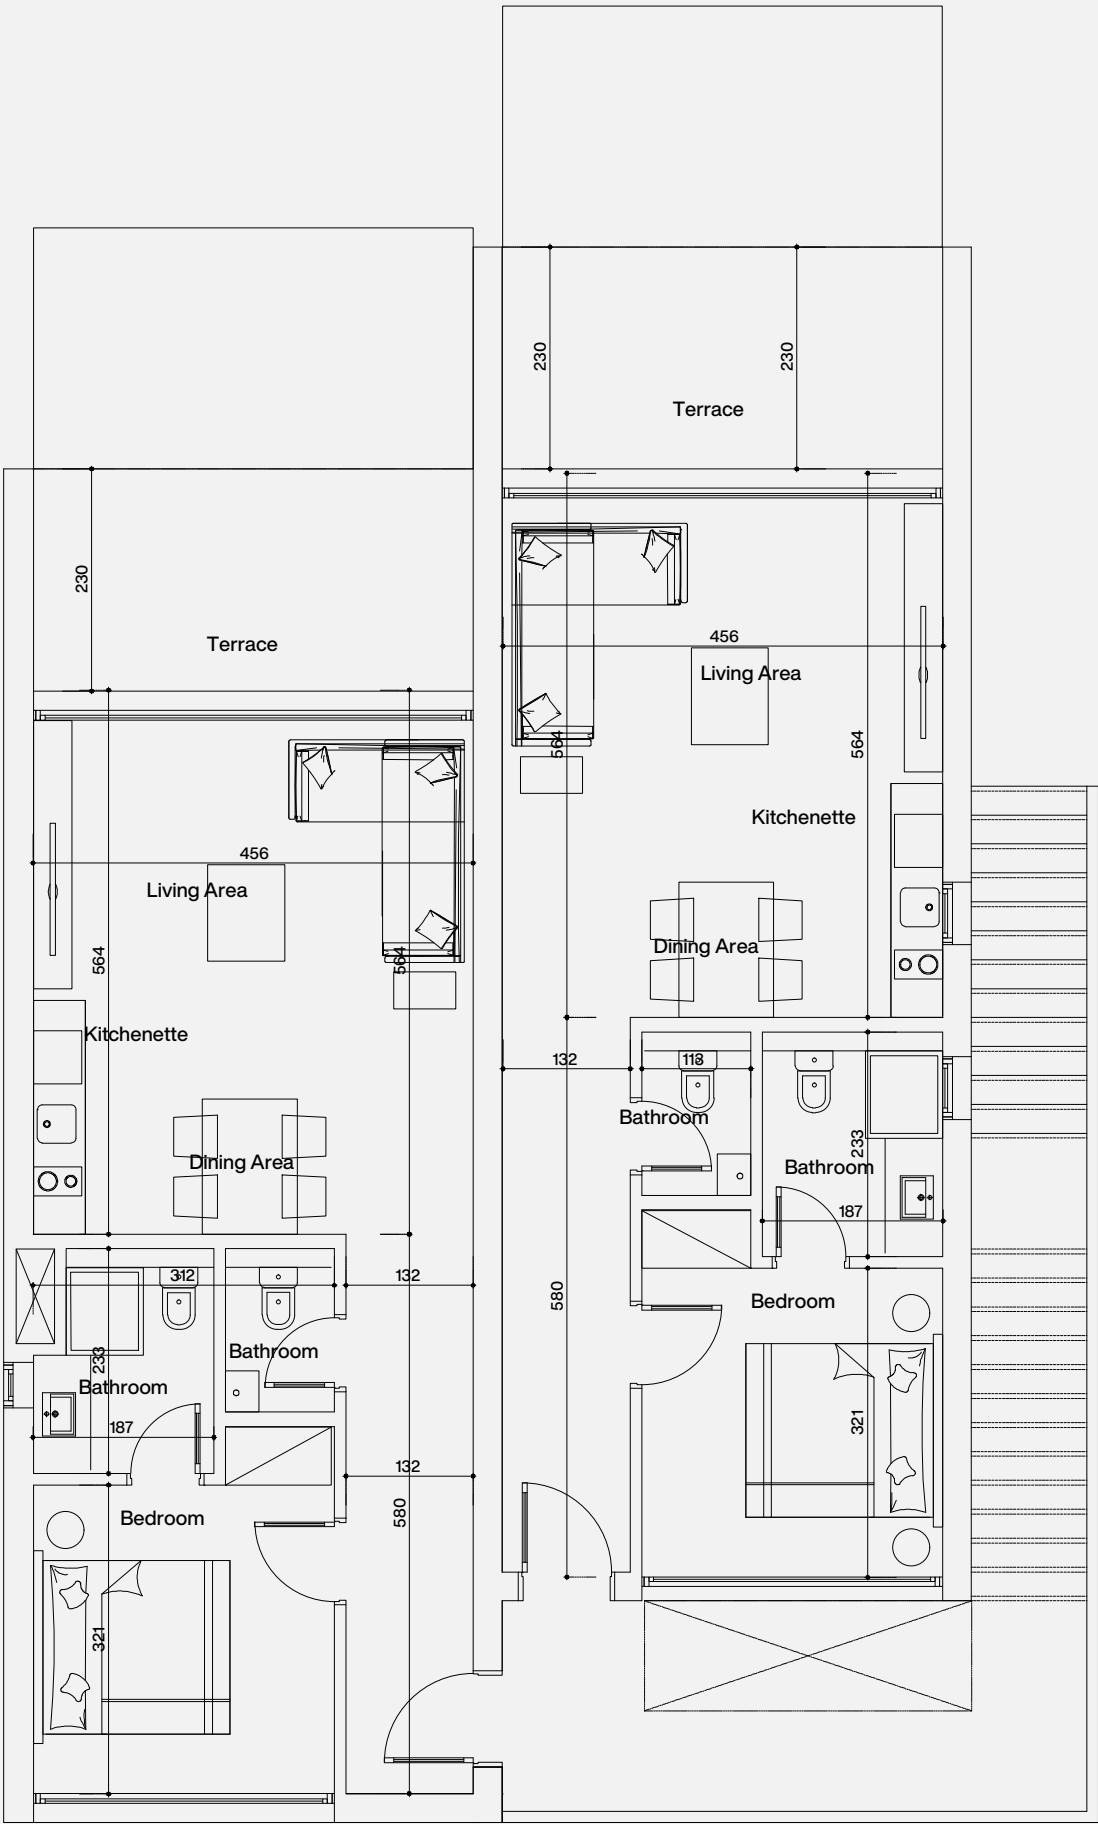 230
230
Terrace
230
Terrace
456
Living Area
564
564
Kitchenette
456
Living Area
Dining Area
564
564
Kitchenette
132
113
Bathroom
233
Bathroom
Dining Area
187
312
132
580
Bedroom
Bathroom
233
Bathroom
321
187
132
Bedroom
580
321